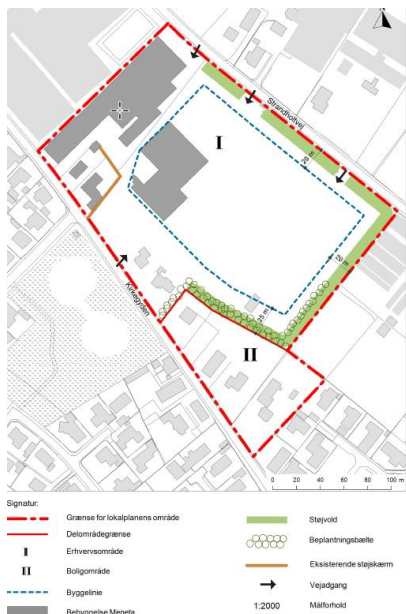 N
Strandholtvej
I
20 m
20 m
25 m
Kirkegyden
II
0 20 40 60 80 100 m
Signatur:
Grænse for lokalplanens område
Delområdegrænse
I Erhvervsområde
II Boligområde
Byggelinie
Bebyggelse Meneta
Støjvold
Beplantningsbælte
Eksisterende støjskærm
Vejadgang
1:2000 Målforhold